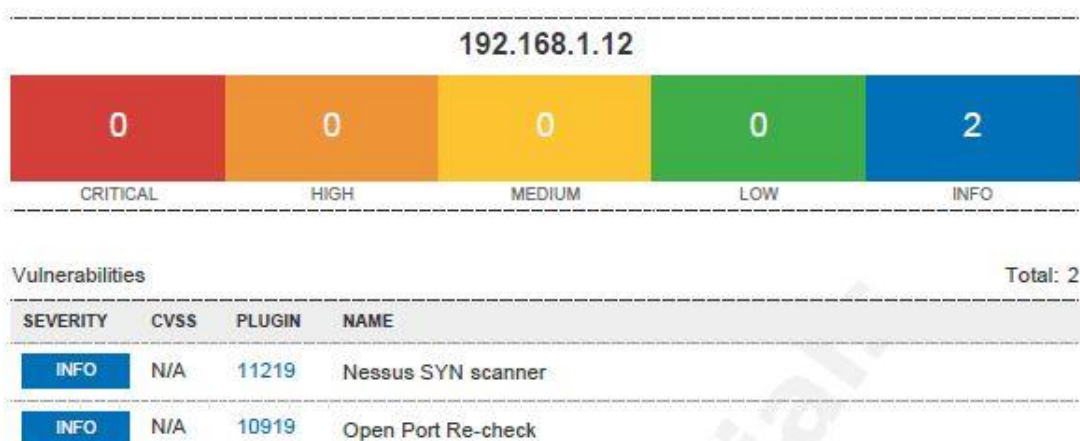 192.168.1.12
0 0 0 0 2
CRITICAL HIGH MEDIUM LOW INFO
Vulnerabilities Total: 2
SEVERITY CVSS PLUGIN NAME
INFO N/A 11219 Nessus SYN scanner
INFO N/A 10919 Open Port Re-check